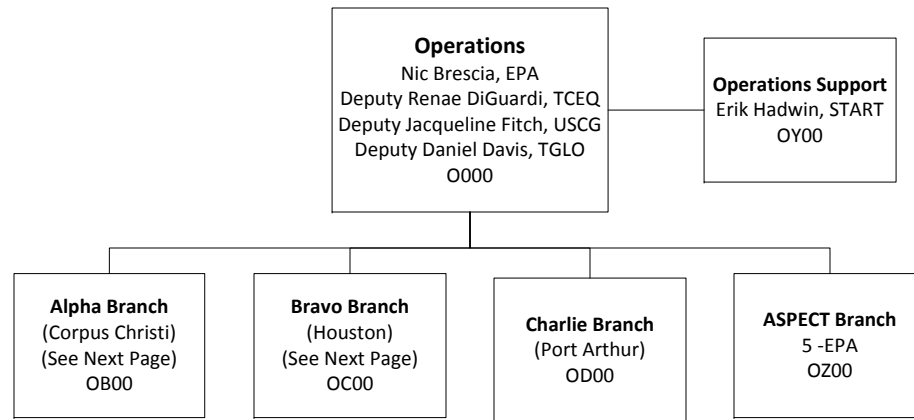 Operations
Nic Brescia, EPA
Deputy Renae DiGuardi, TCEQ
Deputy Jacqueline Fitch, USCG
Deputy Daniel Davis, TGLO
O000
Operations Support
Erik Hadwin, START
OY00
Alpha Branch
(Corpus Christi)
(See Next Page)
OB00
Bravo Branch
(Houston)
(See Next Page)
OC00
Charlie Branch
(Port Arthur)
OD00
ASPECT Branch
5 -EPA
OZ00